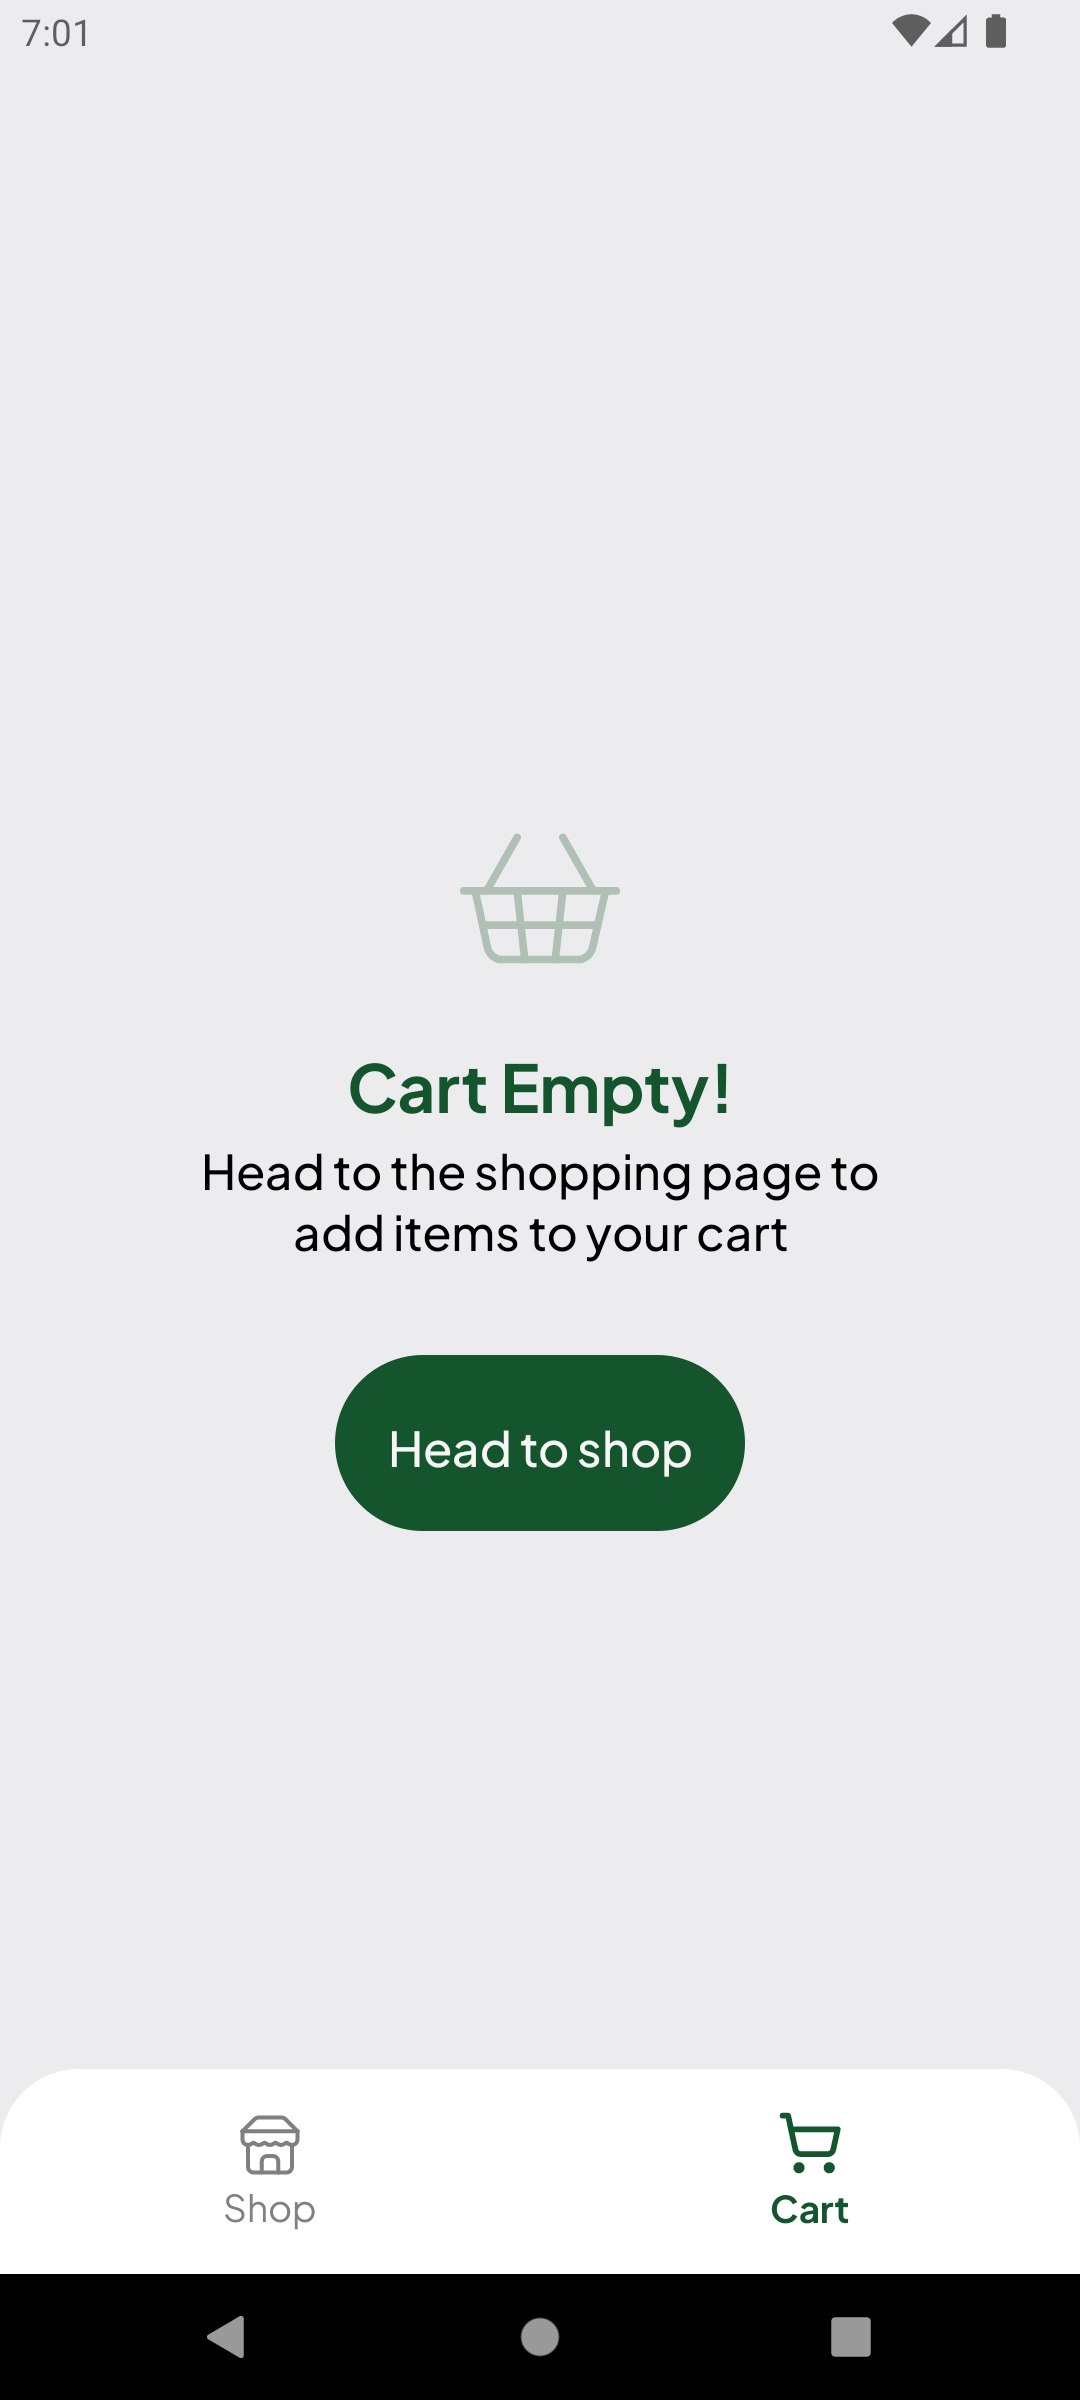 7:01
Cart Empty!
Head to the shopping page to
add items to your cart
Head to shop
Shop
Cart